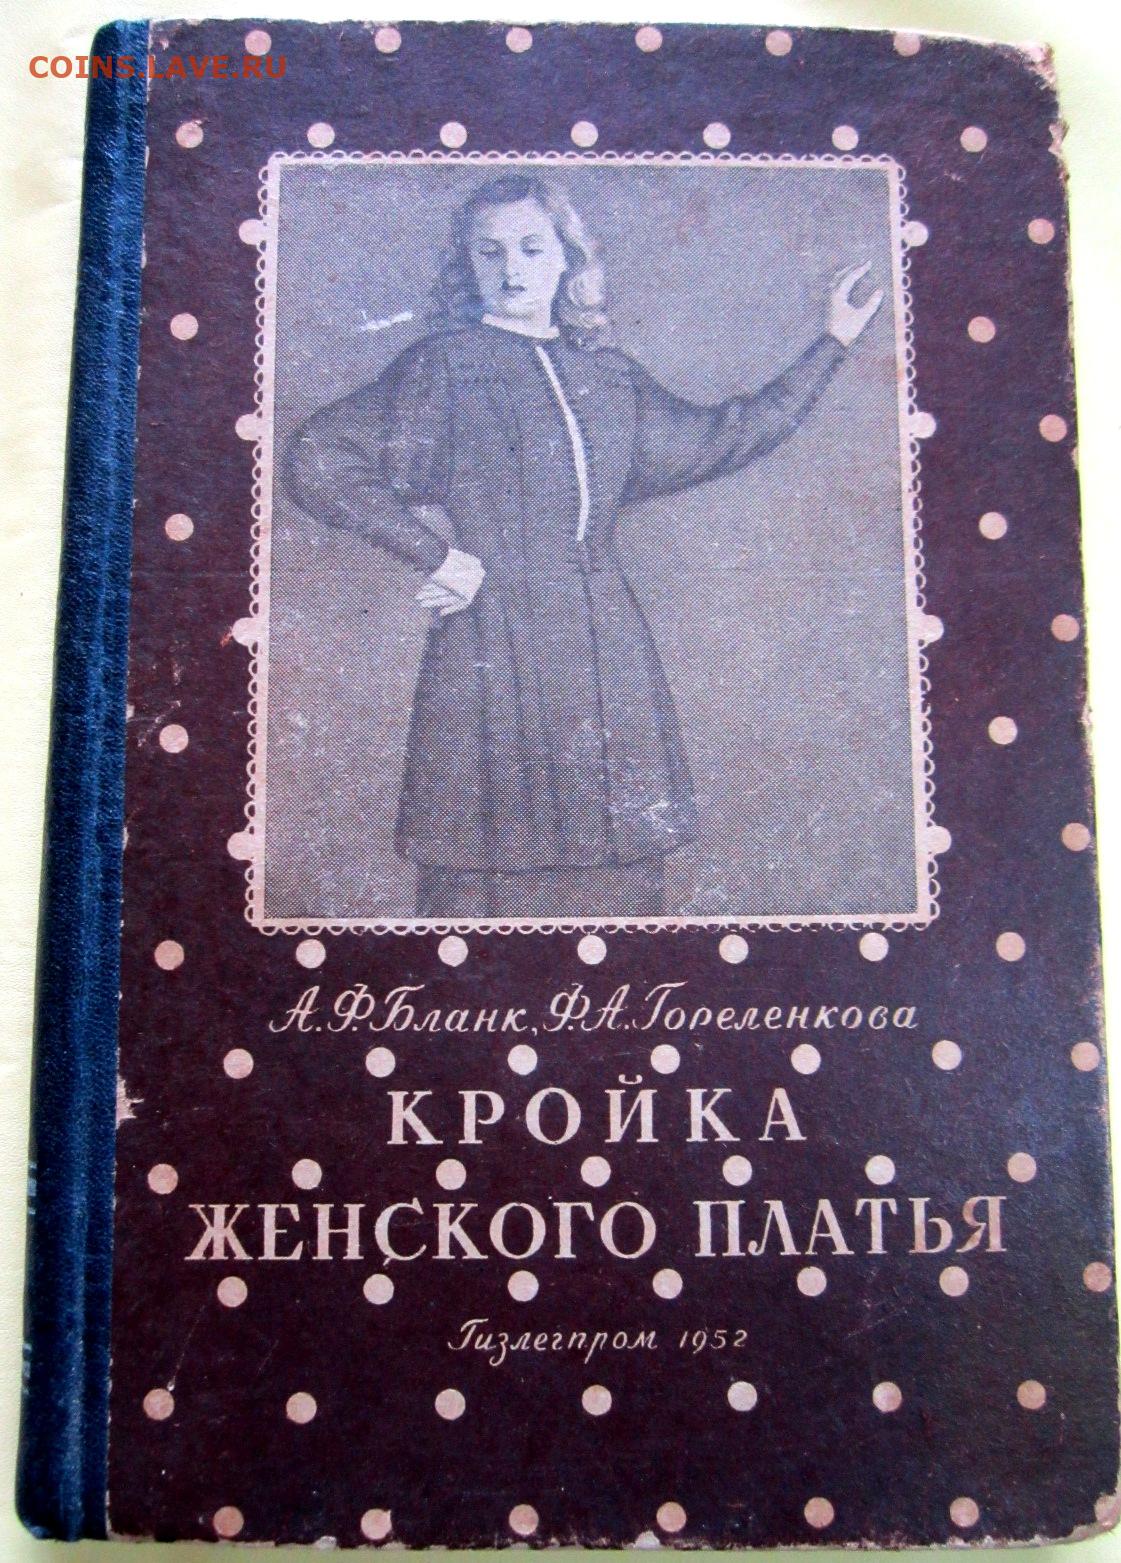 COINS.LAVE.RU
А.Ф.Бланк, Ф.А.Гореленкова
КРОЙКА
ЖЕНСКОГО ПЛАТЬЯ
Гизлегпром 1952